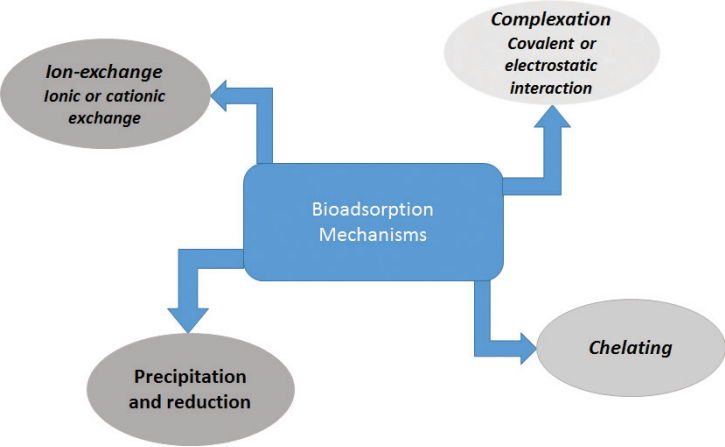 Complexation
Covalent or
electrostatic
interaction
Ion-exchange
Ionic or cationic
exchange
Bioadsorption
Mechanisms
Chelating
Precipitation
and reduction